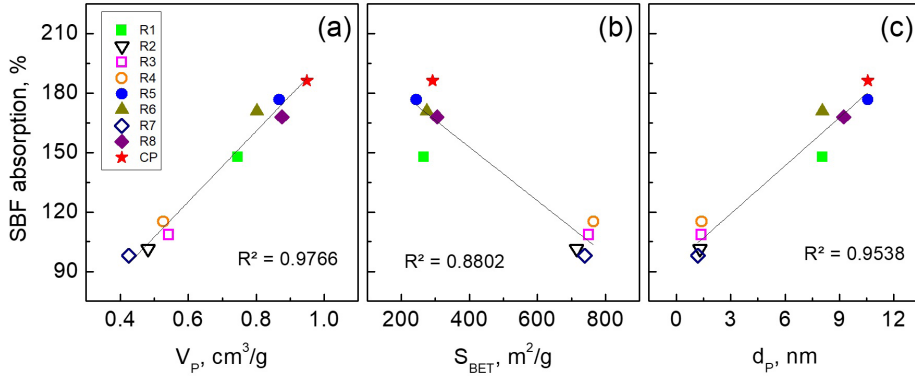 (a)
(b)
(c)
R1
R2
R3
R4
R5
R6
R7
R8
CP
SBF absorption, %
210
180
150
120
90
R² = 0.9766
R² = 0.8802
R² = 0.9538
0.4 0.6 0.8 1.0
200 400 600 800
0 3 6 9 12
V_P, cm³/g
S_BET, m²/g
d_P, nm